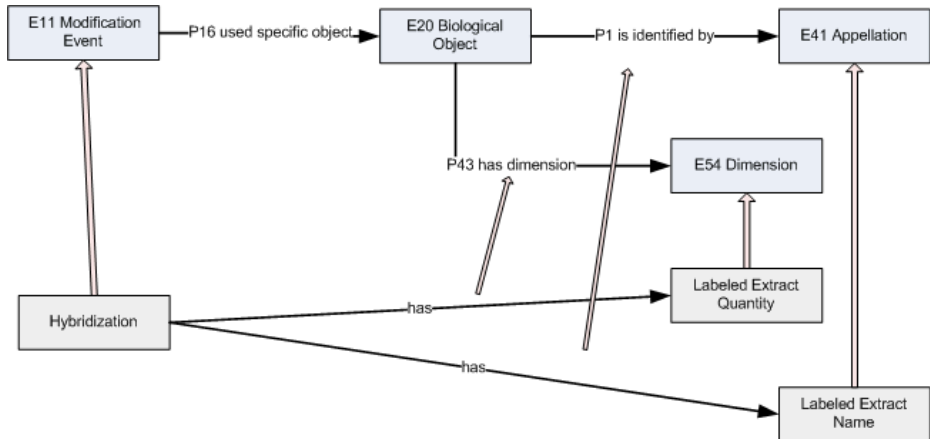 E11 Modification
Event
P16 used specific object
E20 Biological
Object
P1 is identified by
E41 Appellation
P43 has dimension
E54 Dimension
Hybridization
has
Labeled Extract
Quantity
has
Labeled Extract
Name